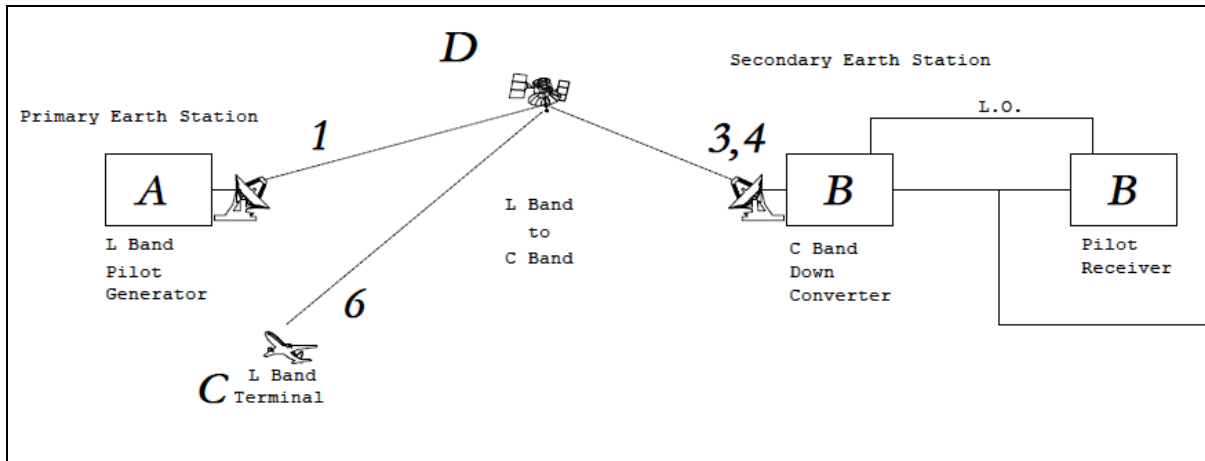 D
Secondary Earth Station
Primary Earth Station
L.O.
1
3,4
A
B
B
L Band
Pilot
Generator
L Band
to
C Band
C Band
Down
Converter
Pilot
Receiver
6
C
L Band
Terminal